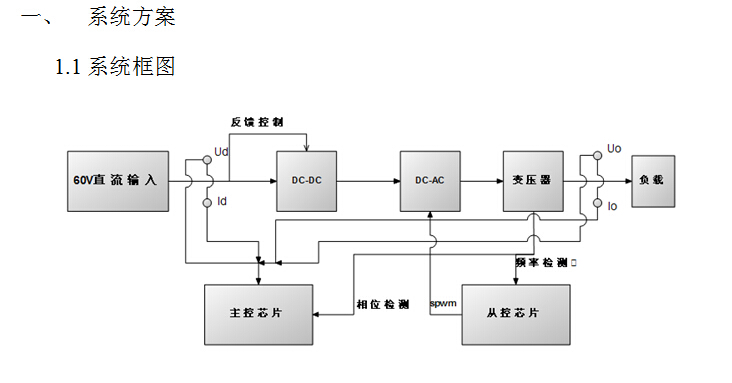 一、 系统方案
1.1 系统框图
反馈控制
Ud
Uo
60V直流输入
DC-DC
DC-AC
变压器
负载
Id
Io
频率检测
主控芯片
相位检测
spwm
从控芯片